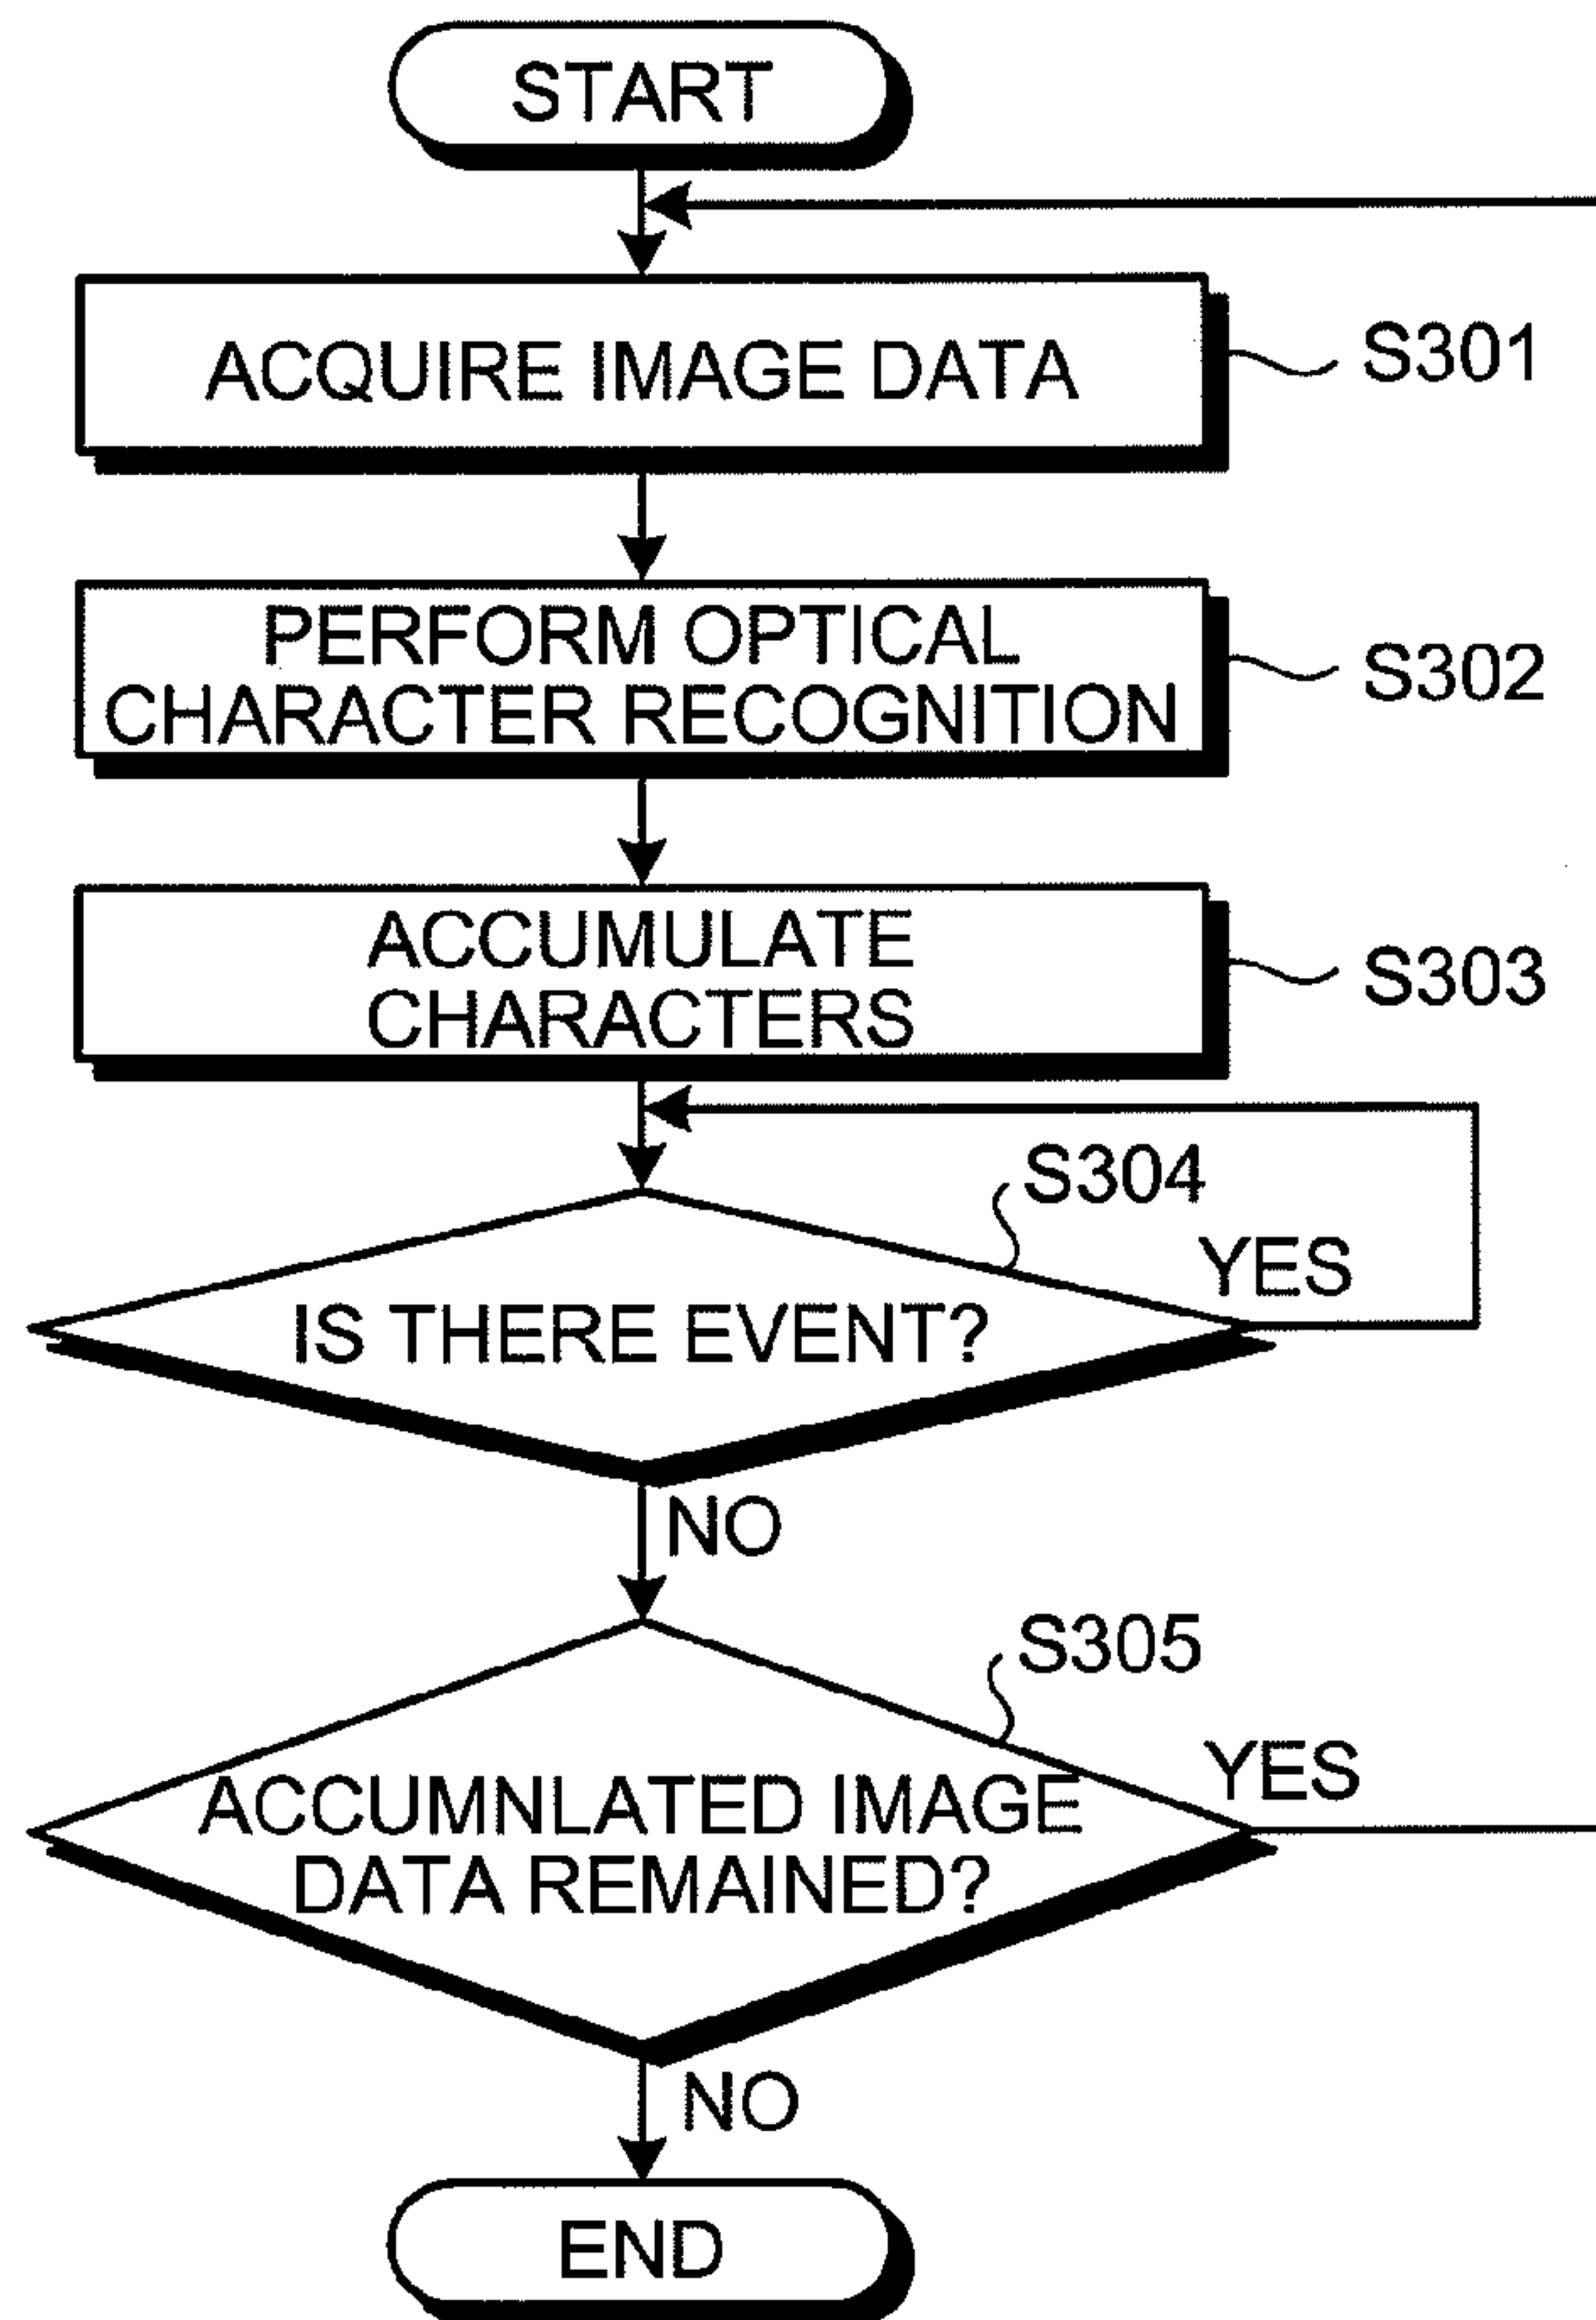 START
ACQUIRE IMAGE DATA
S301
PERFORM OPTICAL
CHARACTER RECOGNITION
S302
ACCUMULATE
CHARACTERS
S303
S304
YES
IS THERE EVENT?
NO
S305
YES
ACCUMNLATED IMAGE
DATA REMAINED?
NO
END